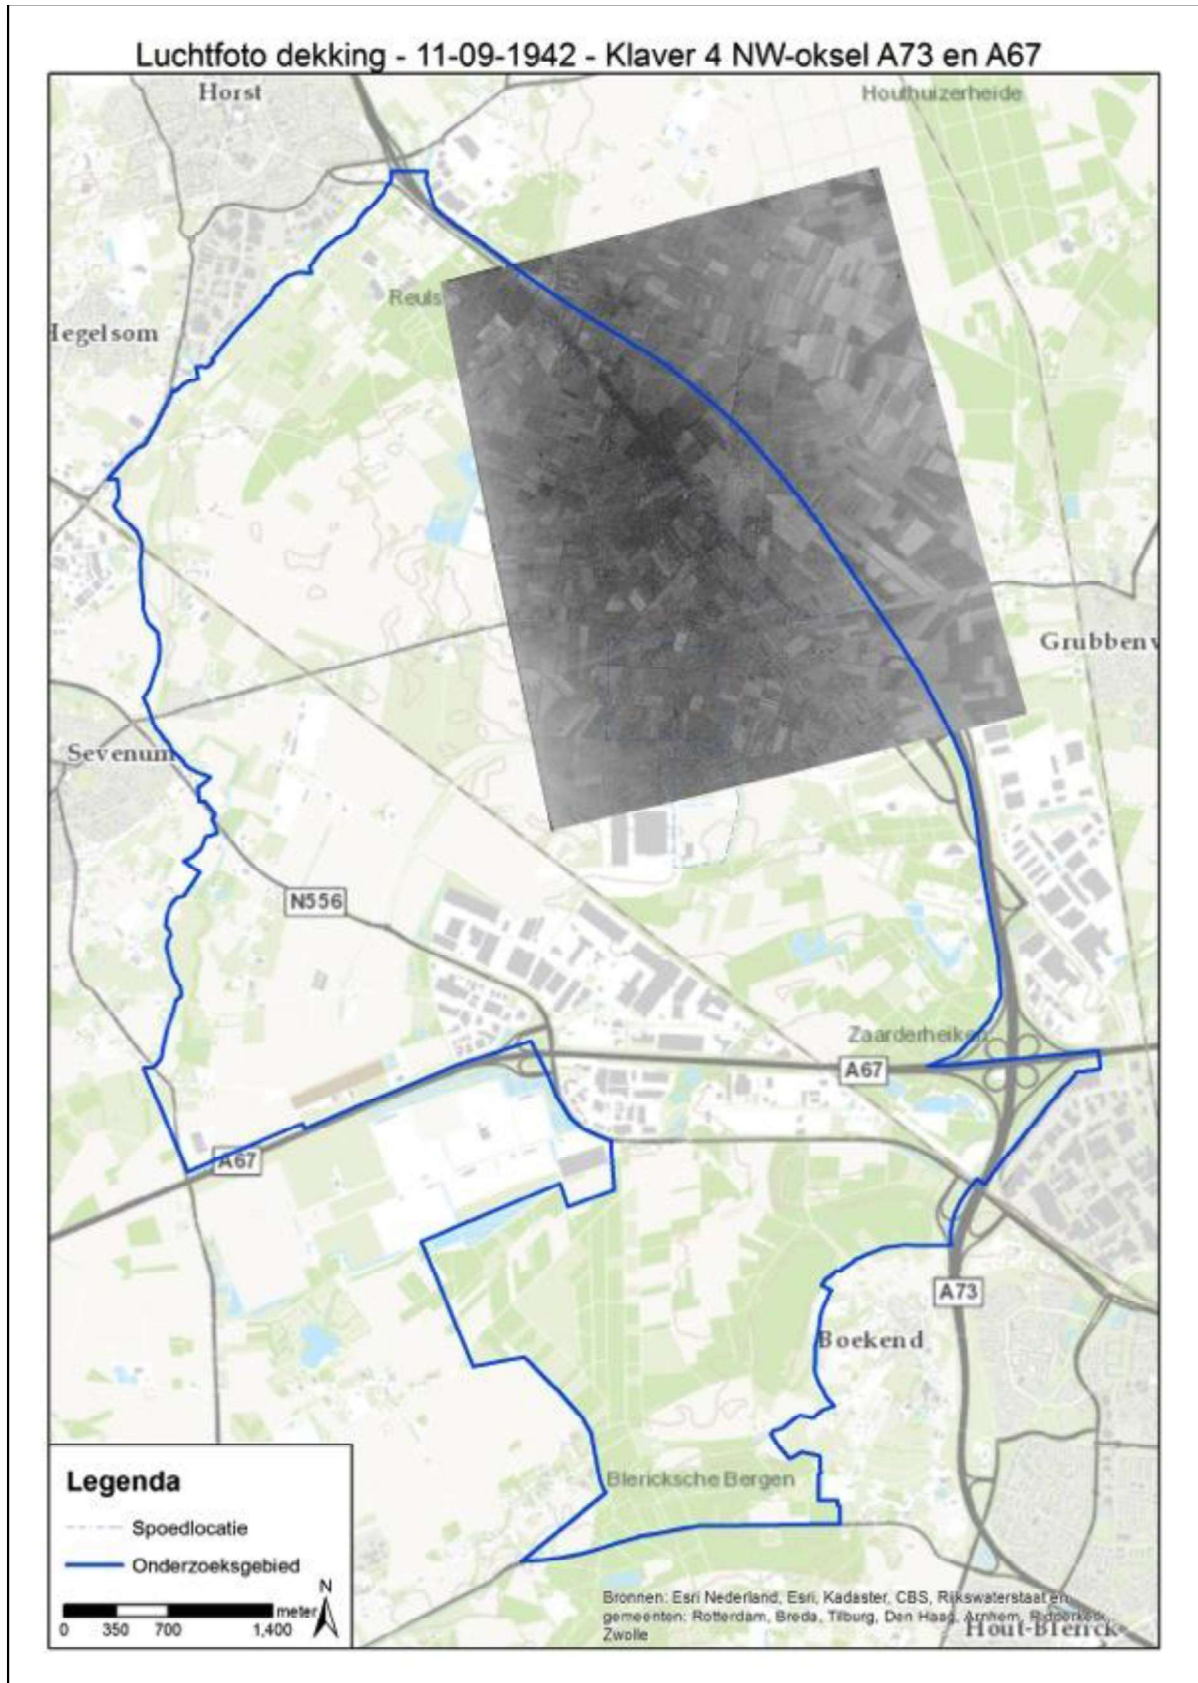 Luchtfoto dekking - 11-09-1942 - Klaver 4 NW-oksel A73 en A67
Horst
Houthuizerheide
Reuls
Hegelsom
Grubbenv
Sevenum
N556
Zaarderheiken
A67
A67
A73
Boekend
Blericksche Bergen
Legenda
Spoedlocatie
Onderzoeksgebied
N
meter
0 350 700 1,400
Bronnen: Esri Nederland, Esri, Kadaster, CBS, Rijkswaterstaat en
gemeenten: Rotterdam, Breda, Tilburg, Den Haag, Arnhem, Ridderkerk,
Zwolle
Hout-Blerick